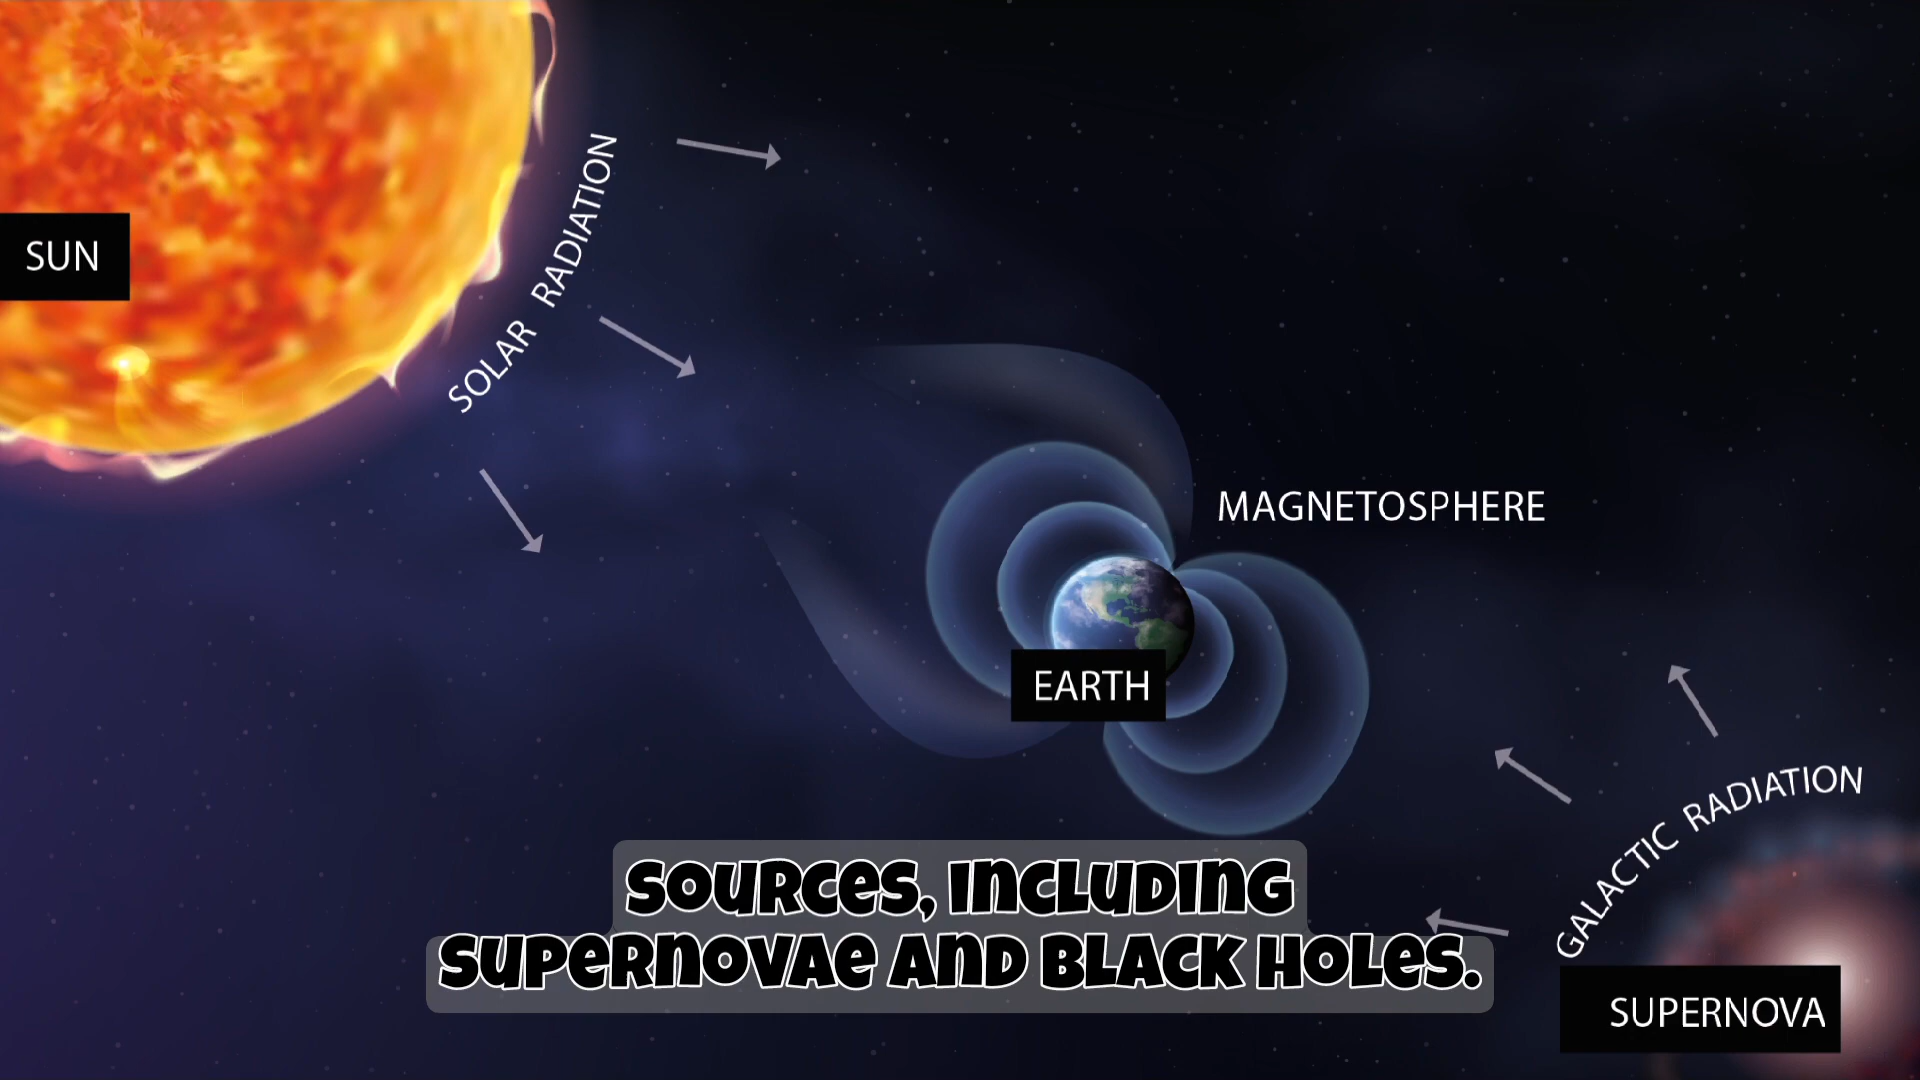 SUN
SOLAR RADIATION
MAGNETOSPHERE
EARTH
GALACTIC RADIATION
SOURCES, INCLUDING
SUPERNOVAE AND BLACK HOLES.
SUPERNOVA